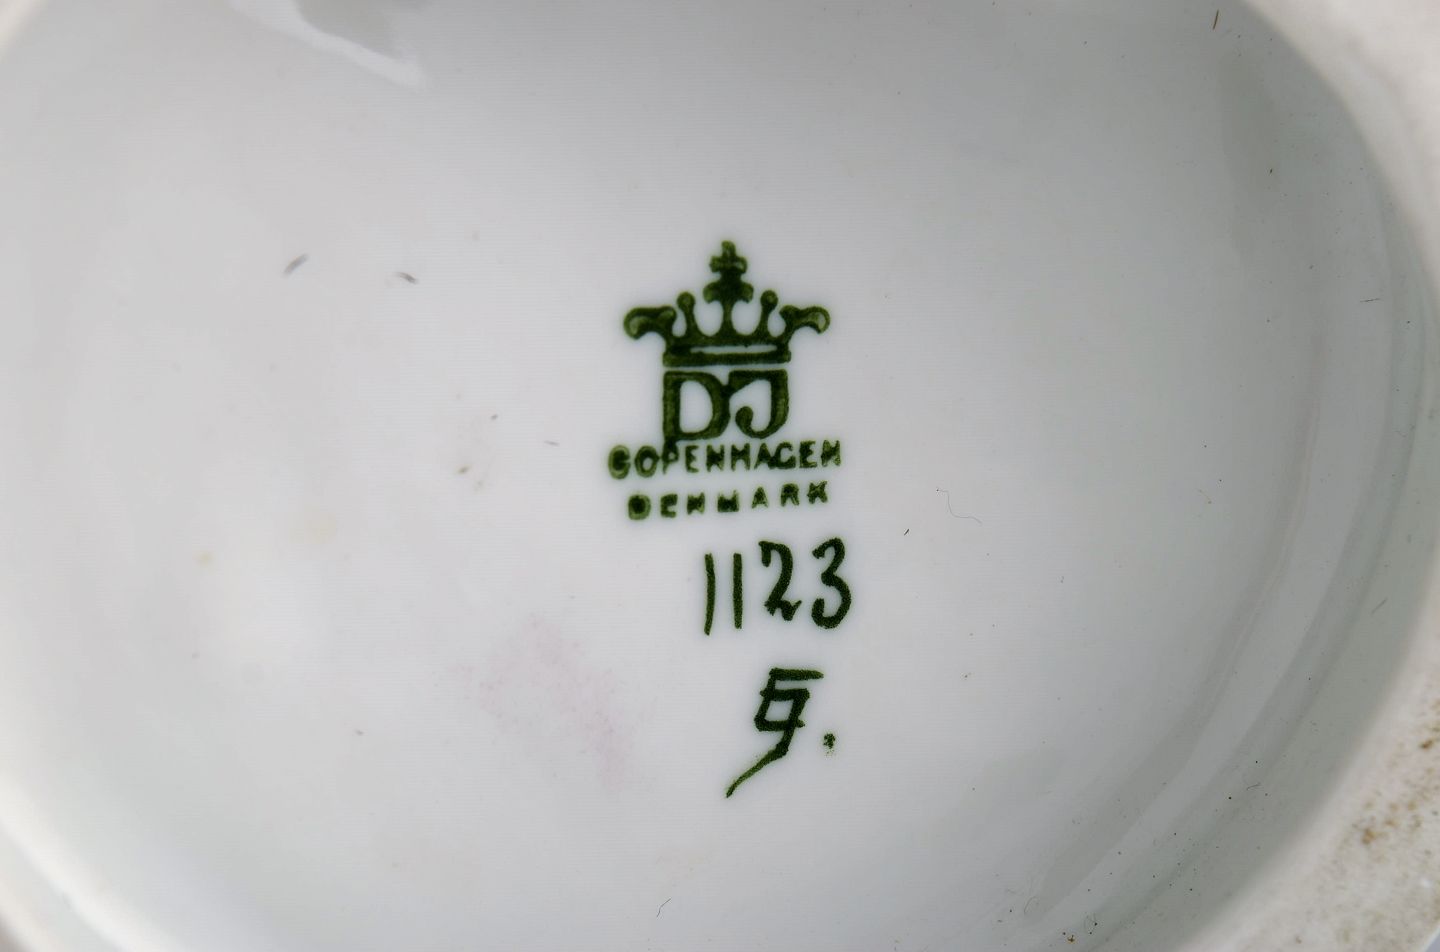 DJ
COPENHAGEN
DENMARK
1123